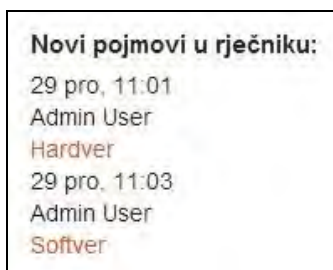 Novi pojmovi u rječniku:
29 pro, 11:01
Admin User
Hardver
29 pro, 11:03
Admin User
Softver